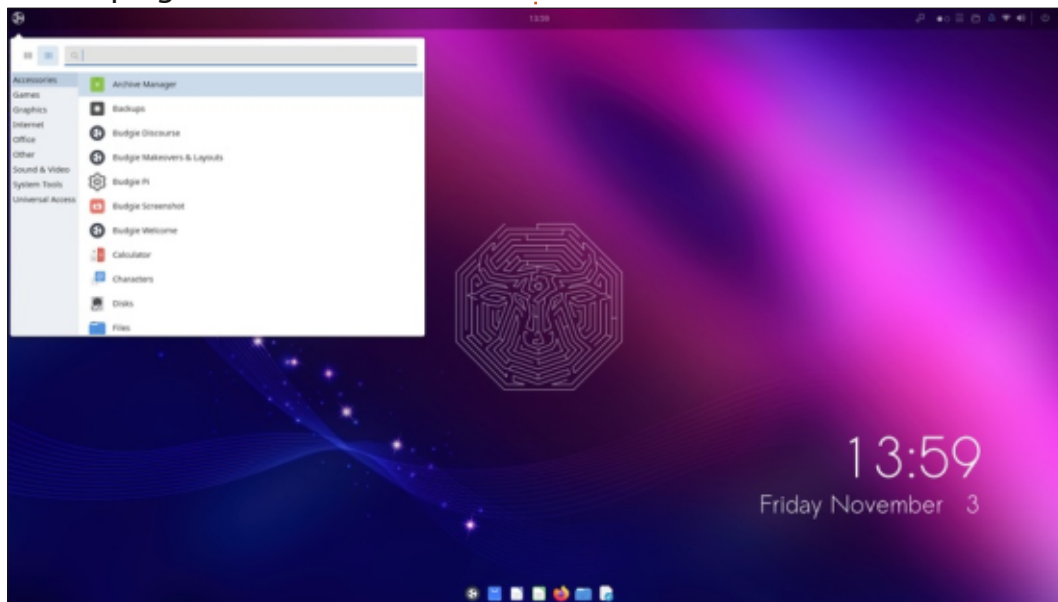 13:59
Accessories
Games
Graphics
Internet
Office
Other
Sound & Video
System Tools
Universal Access
Archive Manager
Backups
Budgie Discourse
Budgie Makeovers & Layouts
Budgie Pi
Budgie Screenshot
Budgie Welcome
Calculator
Characters
Disks
Files
13:59
Friday November 3